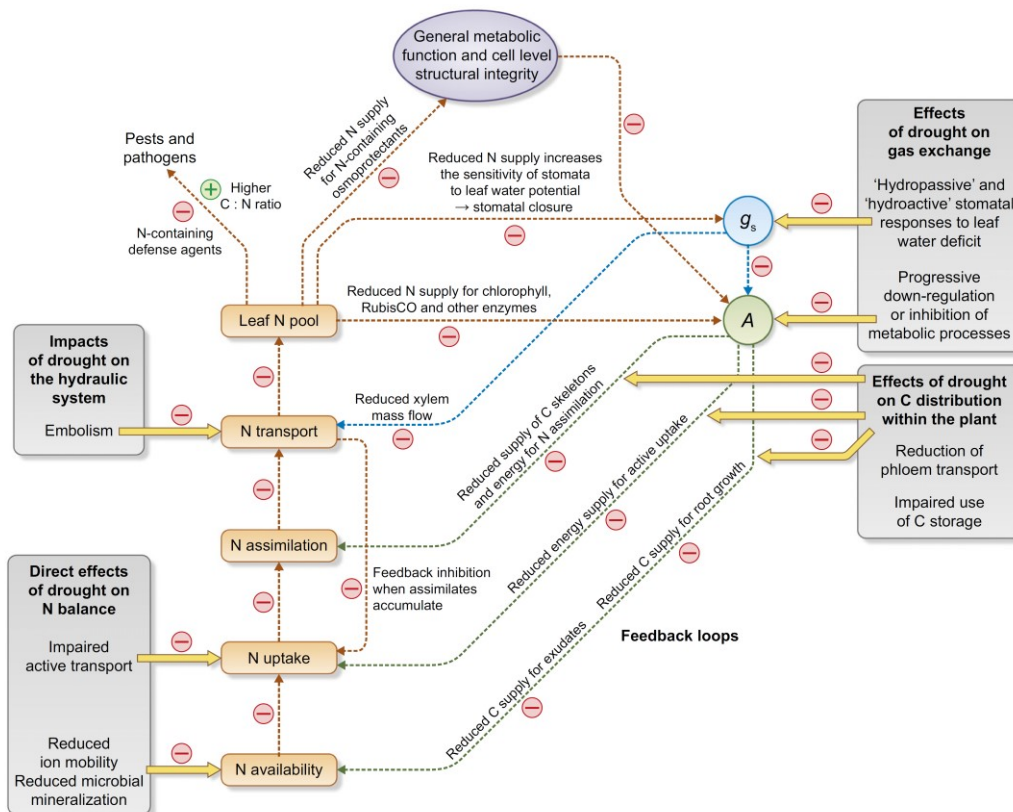 General metabolic
function and cell level
structural integrity
Pests and
pathogens
Higher
C : N ratio
N-containing
defense agents
Reduced N supply
for N-containing
osmoprotectants
Reduced N supply increases
the sensitivity of stomata
to leaf water potential
→ stomatal closure
gs
Effects
of drought on
gas exchange
'Hydropassive' and
'hydroactive' stomatal
responses to leaf
water deficit
Progressive
down-regulation
or inhibition of
metabolic processes
Leaf N pool
Reduced N supply for chlorophyll,
RubisCO and other enzymes
A
Impacts
of drought on
the hydraulic
system
Embolism
N transport
Reduced xylem
mass flow
Reduced supply of C skeletons
and energy for N assimilation
Reduced energy supply for active uptake
Reduced C supply for root growth
Reduced C supply for exudates
Effects of drought
on C distribution
within the plant
Reduction of
phloem transport
Impaired use
of C storage
N assimilation
Feedback inhibition
when assimilates
accumulate
Direct effects
of drought on
N balance
Impaired
active transport
N uptake
Feedback loops
Reduced
ion mobility
Reduced microbial
mineralization
N availability